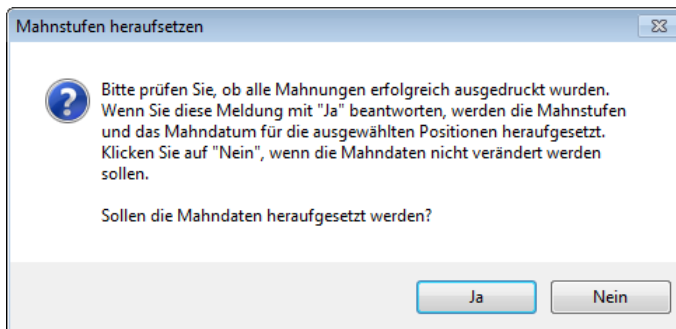 Mahnstufen heraufsetzen
Bitte prüfen Sie, ob alle Mahnungen erfolgreich ausgedruckt wurden.
Wenn Sie diese Meldung mit "Ja" beantworten, werden die Mahnstufen
und das Mahndatum für die ausgewählten Positionen heraufgesetzt.
Klicken Sie auf "Nein", wenn die Mahndaten nicht verändert werden
sollen.
Sollen die Mahndaten heraufgesetzt werden?
Ja
Nein